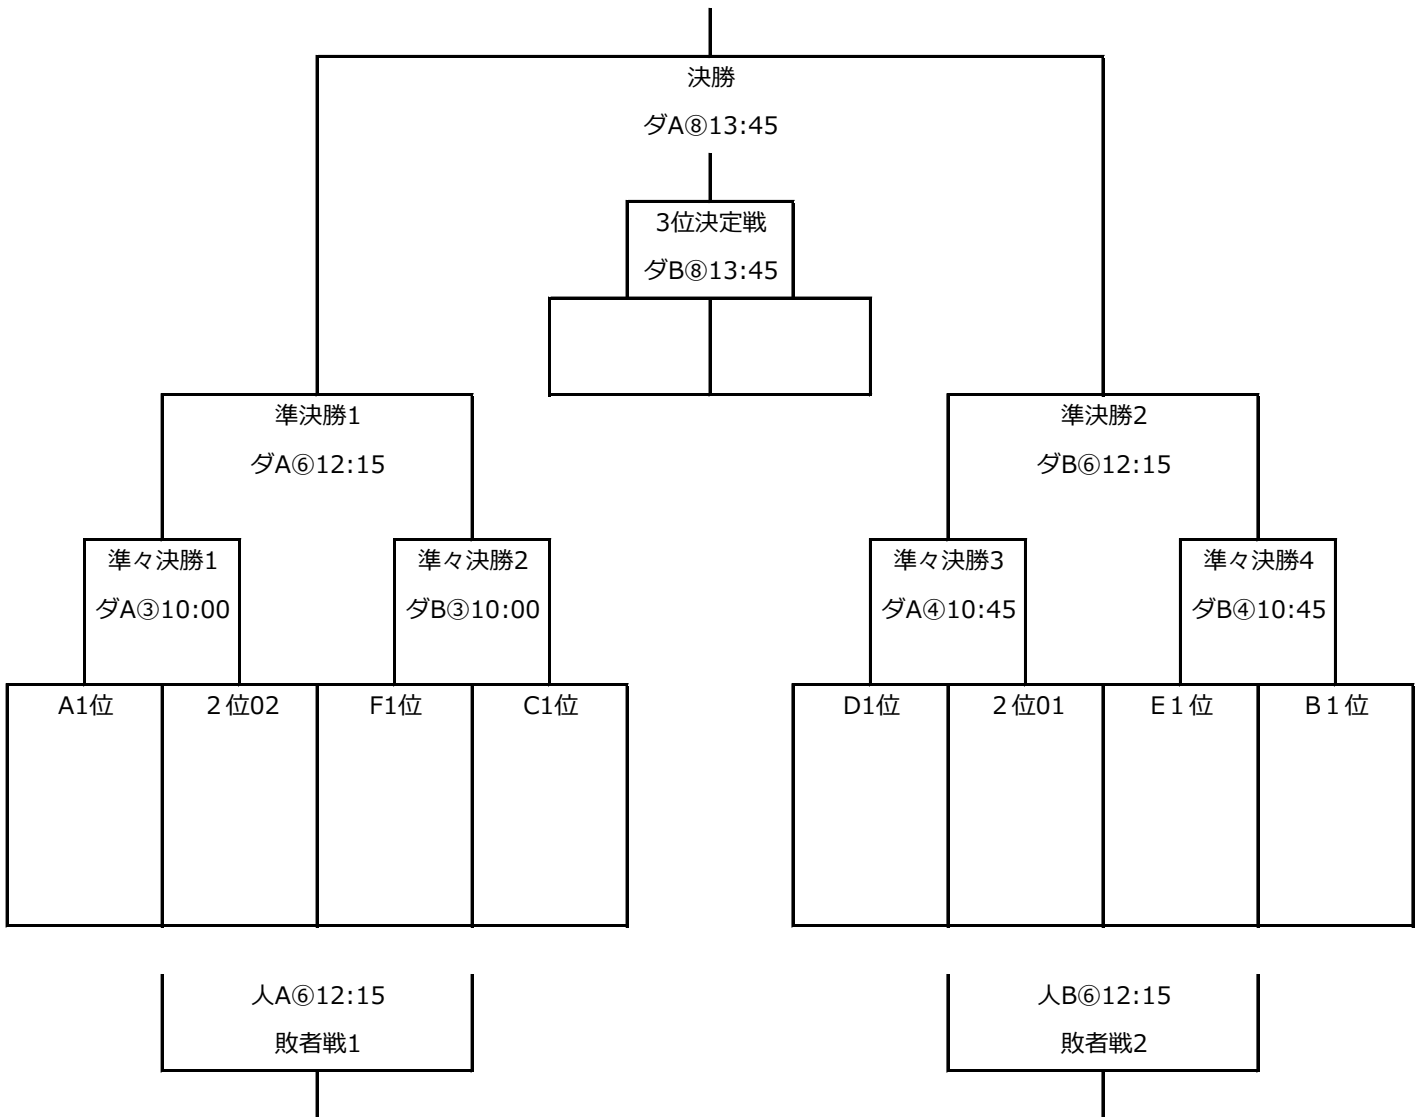 決勝
ダA⑧13:45
3位決定戦
ダB⑧13:45
準決勝1
ダA⑥12:15
準決勝2
ダB⑥12:15
準々決勝1
ダA③10:00
準々決勝2
ダB③10:00
準々決勝3
ダA④10:45
準々決勝4
ダB④10:45
A1位
２位02
F1位
C1位
D1位
２位01
E１位
B１位
人A⑥12:15
敗者戦1
人B⑥12:15
敗者戦2